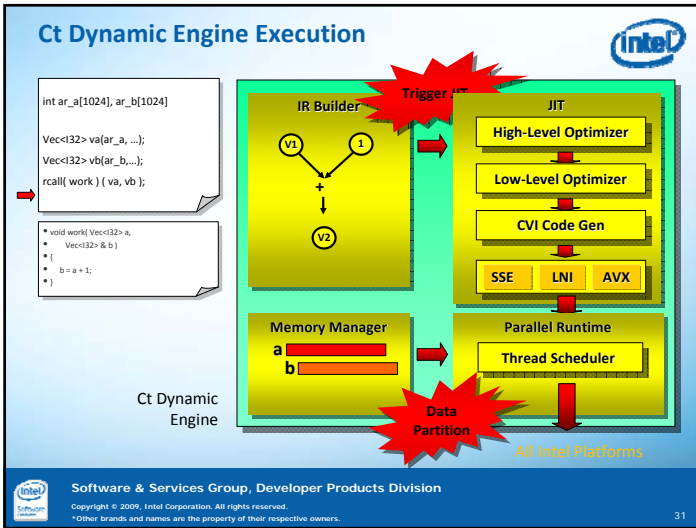 Ct Dynamic Engine Execution
intel
int ar_a[1024], ar_b[1024]
Vec<I32> va(ar_a, …);
Vec<I32> vb(ar_b,…);
rcall( work ) ( va, vb );
• void work( Vec<I32> a,
• Vec<I32> & b )
• {
• b = a + 1;
• }
Trigger JIT
IR Builder
V1
1
+
V2
JIT
High-Level Optimizer
Low-Level Optimizer
CVI Code Gen
SSE
LNI
AVX
Memory Manager
a
b
Parallel Runtime
Thread Scheduler
Data
Partition
Ct Dynamic
Engine
All Intel Platforms
intel
Software
Software & Services Group, Developer Products Division
Copyright © 2009, Intel Corporation. All rights reserved.
*Other brands and names are the property of their respective owners.
31